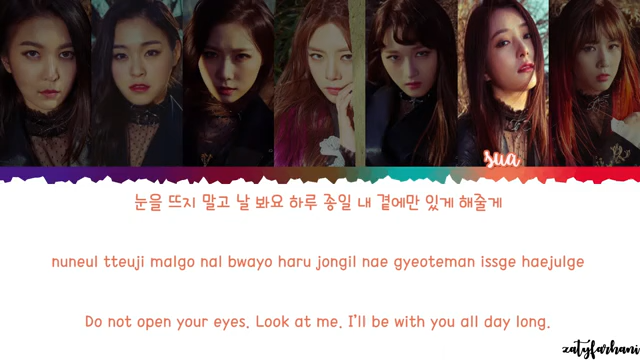 sua
눈을 뜨지 말고 날 봐요 하루 종일 내 곁에만 있게 해줄게
nuneul tteuji malgo nal bwayo haru jongil nae gyeoteman issge haejulge
Do not open your eyes. Look at me. I'll be with you all day long.
zatyfarhani